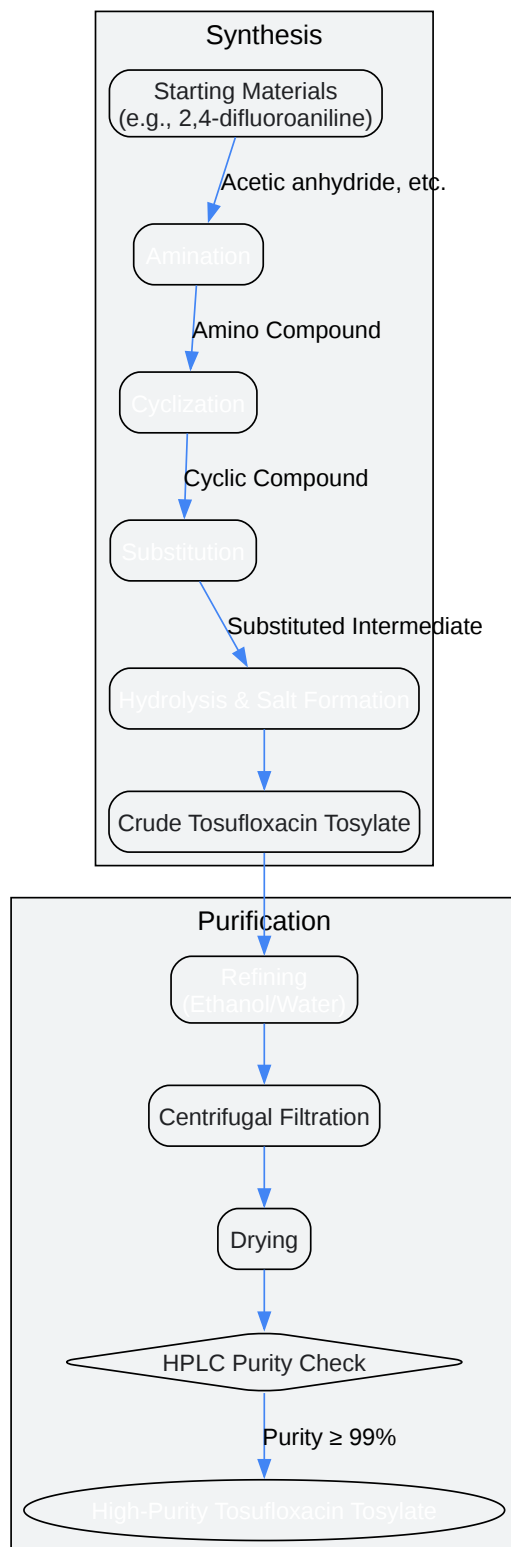 Synthesis
Starting Materials
(e.g., 2,4-difluoroaniline)
Acetic anhydride, etc.
Amination
Amino Compound
Cyclization
Cyclic Compound
Substitution
Substituted Intermediate
Hydrolysis & Salt Formation
Crude Tosufloxacin Tosylate
Purification
Refining
(Ethanol/Water)
Centrifugal Filtration
Drying
HPLC Purity Check
Purity ≥ 99%
High-Purity Tosufloxacin Tosylate